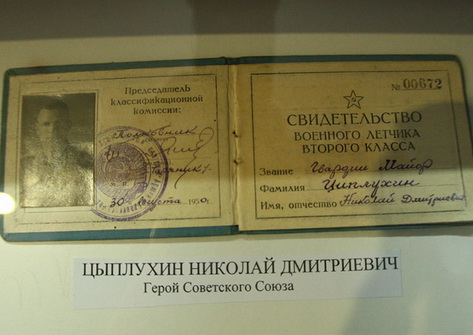 Председатель
классификационной
комиссии:
Полковник
30 августа 1950 г.
№ 00672
СВИДЕТЕЛЬСТВО
ВОЕННОГО ЛЕТЧИКА
ВТОРОГО КЛАССА
Звание Гвардии Майор
Фамилия Цыплухин
Имя, отчество Николай Дмитриевич
ЦЫПЛУХИН НИКОЛАЙ ДМИТРИЕВИЧ
Герой Советского Союза